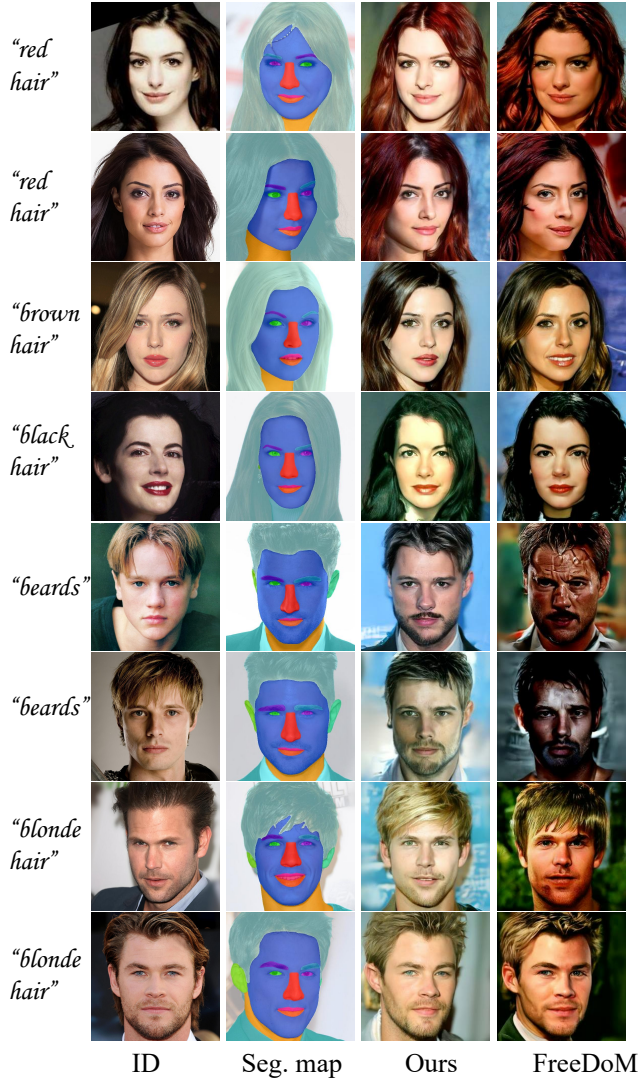 “red
hair”
“red
hair”
“brown
hair”
“black
hair”
“beards”
“beards”
“blonde
hair”
“blonde
hair”
ID Seg. map Ours FreeDoM